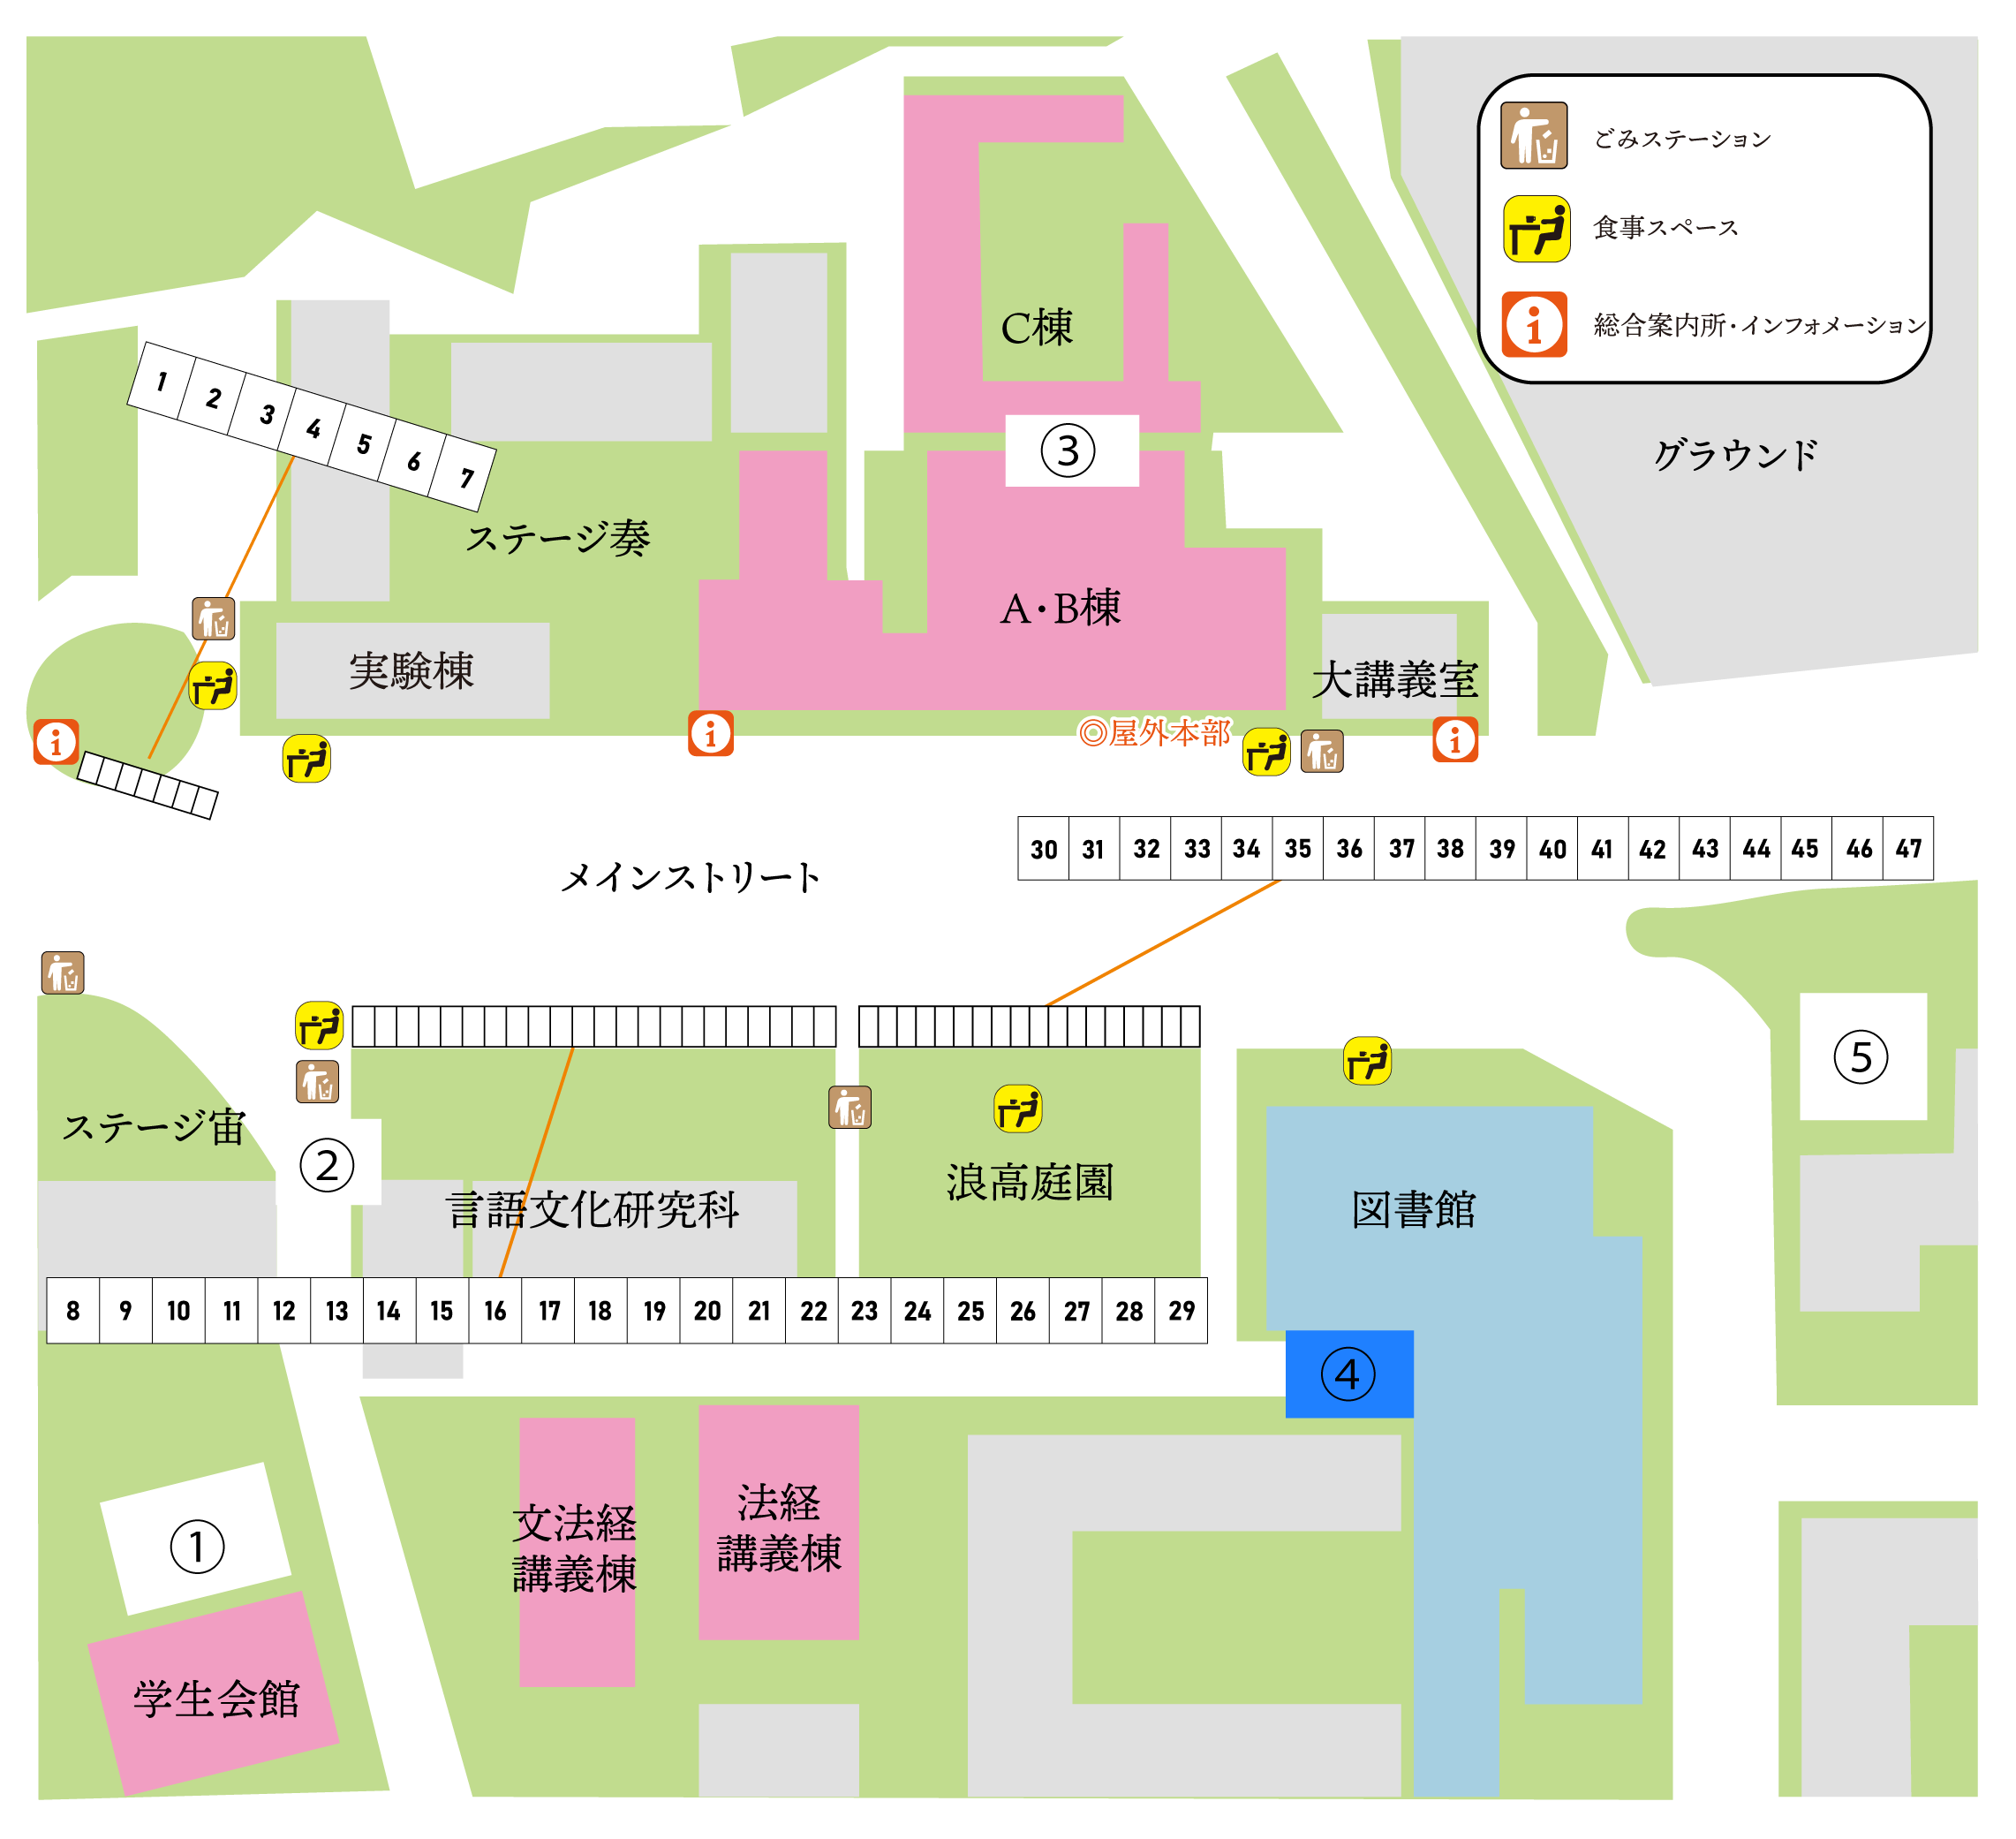 ごみステーション
食事スペース
総合案内所・インフォメーション
C棟
1 2 3 4 5 6 7
③
グラウンド
ステージ奏
A・B棟
実験棟
大講義室
◎屋外本部
30 31 32 33 34 35 36 37 38 39 40 41 42 43 44 45 46 47
メインストリート
⑤
ステージ宙
②
言語文化研究科
浪高庭園
図書館
8 9 10 11 12 13 14 15 16 17 18 19 20 21 22 23 24 25 26 27 28 29
④
①
文法経
講義棟
法経
講義棟
学生会館